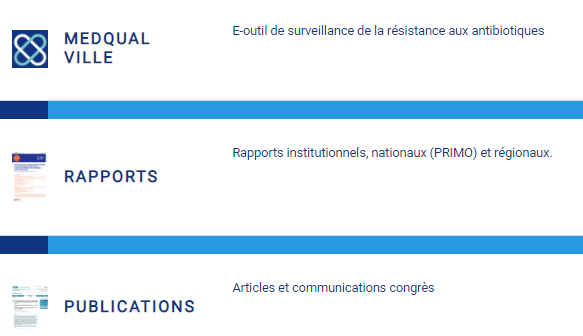 MEDQUAL
VILLE
E-outil de surveillance de la résistance aux antibiotiques
RAPPORTS
Rapports institutionnels, nationaux (PRIMO) et régionaux.
PUBLICATIONS
Articles et communications congrès